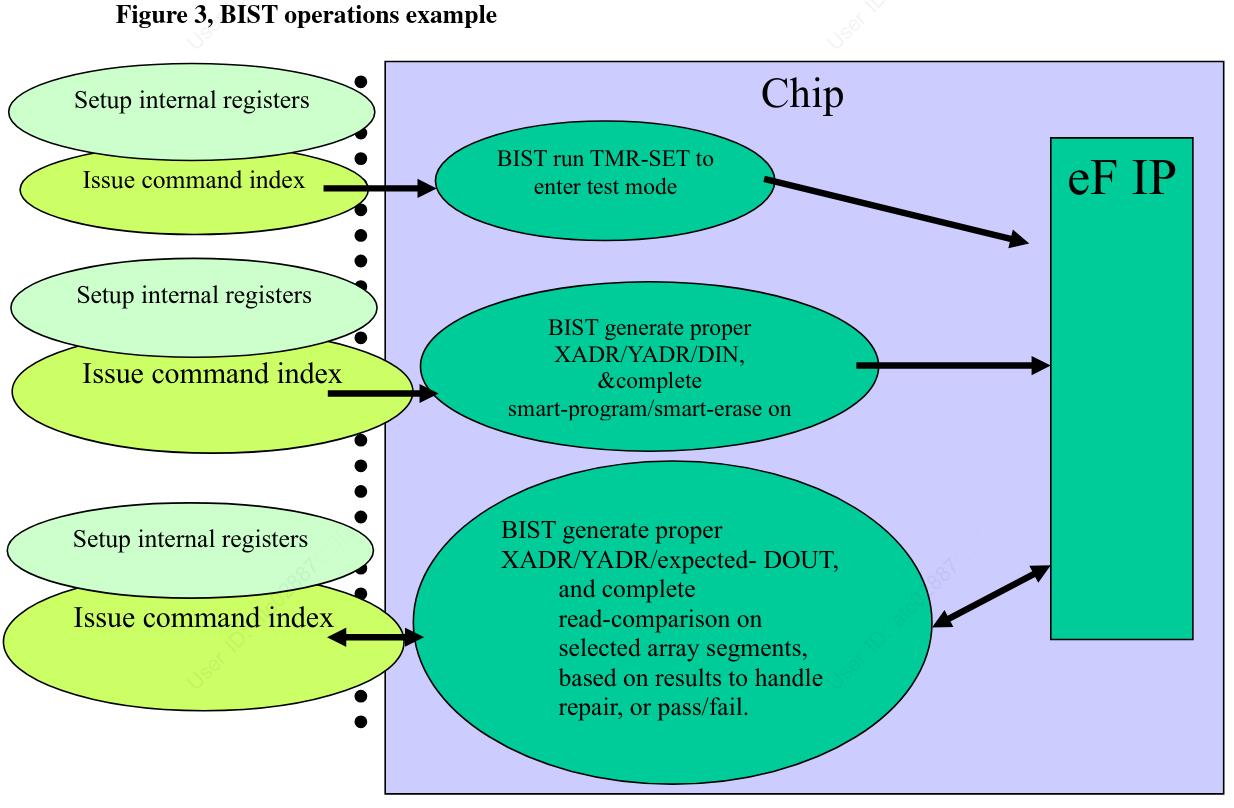 Figure 3, BIST operations example
Chip
eF IP
Setup internal registers
Issue command index
BIST run TMR-SET to
enter test mode
Setup internal registers
Issue command index
BIST generate proper
XADR/YADR/DIN,
&complete
smart-program/smart-erase on
Setup internal registers
Issue command index
BIST generate proper
XADR/YADR/expected- DOUT,
and complete
read-comparison on
selected array segments,
based on results to handle
repair, or pass/fail.